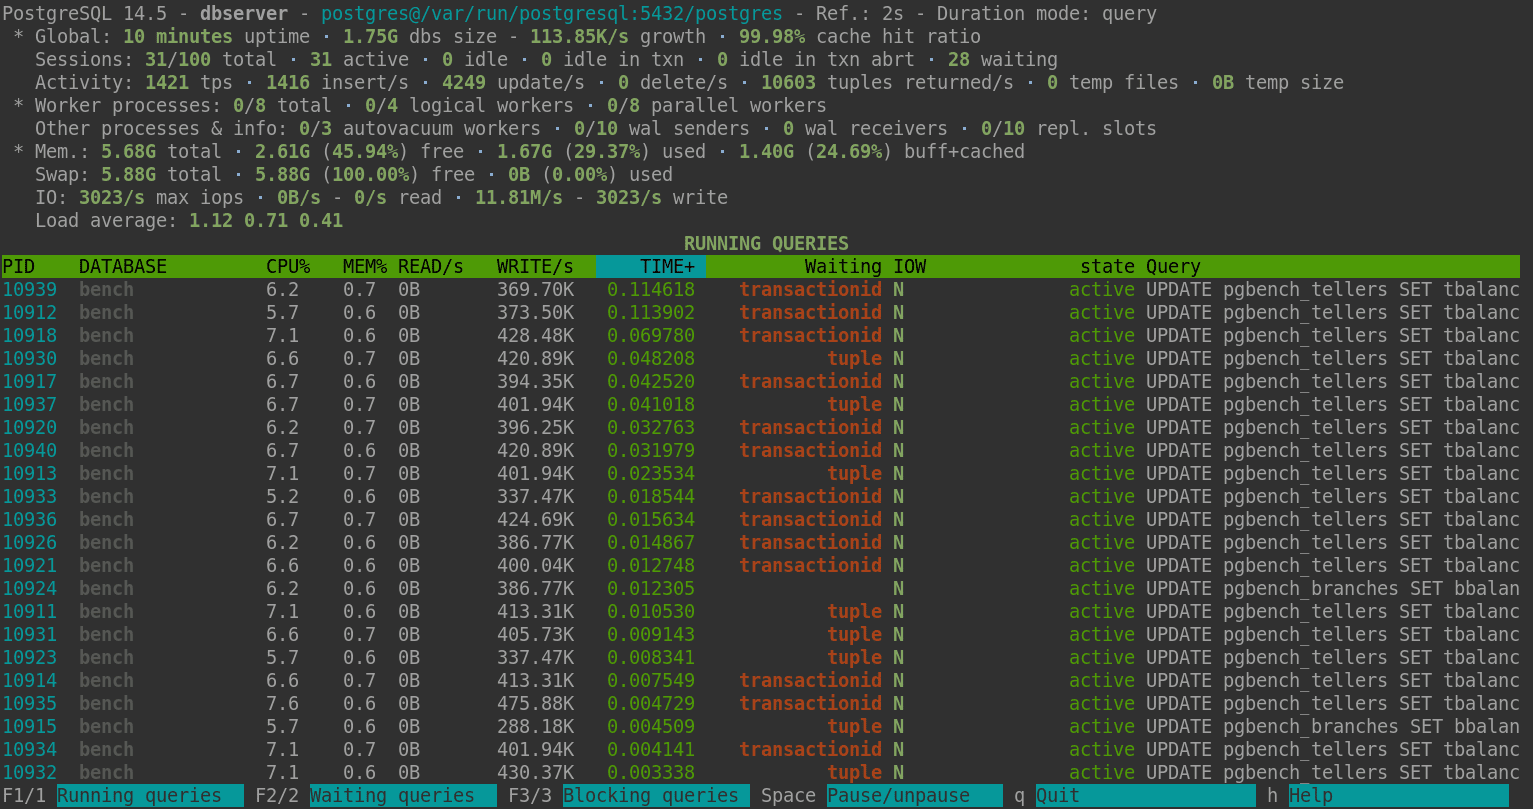 PostgreSQL 14.5 - dbserver - postgres@/var/run/postgresql:5432/postgres - Ref.: 2s - Duration mode: query
* Global: 10 minutes uptime · 1.75G dbs size - 113.85K/s growth · 99.98% cache hit ratio
Sessions: 31/100 total · 31 active · 0 idle · 0 idle in txn · 0 idle in txn abrt · 28 waiting
Activity: 1421 tps · 1416 insert/s · 4249 update/s · 0 delete/s · 10603 tuples returned/s · 0 temp files · 0B temp size
* Worker processes: 0/8 total · 0/4 logical workers · 0/8 parallel workers
Other processes & info: 0/3 autovacuum workers · 0/10 wal senders · 0 wal receivers · 0/10 repl. slots
* Mem.: 5.68G total · 2.61G (45.94%) free · 1.67G (29.37%) used · 1.40G (24.69%) buff+cached
Swap: 5.88G total · 5.88G (100.00%) free · 0B (0.00%) used
IO: 3023/s max iops · 0B/s - 0/s read · 11.81M/s - 3023/s write
Load average: 1.12 0.71 0.41
RUNNING QUERIES
PID DATABASE CPU% MEM% READ/s WRITE/s TIME+ Waiting IOW state Query
10939 bench 6.2 0.7 0B 369.70K 0.114618 transactionid N active UPDATE pgbench_tellers SET tbalanc
10912 bench 5.7 0.6 0B 373.50K 0.113902 transactionid N active UPDATE pgbench_tellers SET tbalanc
10918 bench 7.1 0.6 0B 428.48K 0.069780 transactionid N active UPDATE pgbench_tellers SET tbalanc
10930 bench 6.6 0.7 0B 420.89K 0.048208 tuple N active UPDATE pgbench_tellers SET tbalanc
10917 bench 6.7 0.6 0B 394.35K 0.042520 transactionid N active UPDATE pgbench_tellers SET tbalanc
10937 bench 6.7 0.7 0B 401.94K 0.041018 tuple N active UPDATE pgbench_tellers SET tbalanc
10920 bench 6.2 0.7 0B 396.25K 0.032763 transactionid N active UPDATE pgbench_tellers SET tbalanc
10940 bench 6.7 0.6 0B 420.89K 0.031979 transactionid N active UPDATE pgbench_tellers SET tbalanc
10913 bench 7.1 0.7 0B 401.94K 0.023534 tuple N active UPDATE pgbench_tellers SET tbalanc
10933 bench 5.2 0.6 0B 337.47K 0.018544 transactionid N active UPDATE pgbench_tellers SET tbalanc
10936 bench 6.7 0.7 0B 424.69K 0.015634 transactionid N active UPDATE pgbench_tellers SET tbalanc
10926 bench 6.2 0.6 0B 386.77K 0.014867 transactionid N active UPDATE pgbench_tellers SET tbalanc
10921 bench 6.6 0.6 0B 400.04K 0.012748 transactionid N active UPDATE pgbench_tellers SET tbalanc
10924 bench 6.2 0.6 0B 386.77K 0.012305 N active UPDATE pgbench_branches SET bbalan
10911 bench 7.1 0.6 0B 413.31K 0.010530 tuple N active UPDATE pgbench_tellers SET tbalanc
10931 bench 6.6 0.7 0B 405.73K 0.009143 tuple N active UPDATE pgbench_tellers SET tbalanc
10923 bench 5.7 0.6 0B 337.47K 0.008341 tuple N active UPDATE pgbench_tellers SET tbalanc
10914 bench 6.6 0.7 0B 413.31K 0.007549 transactionid N active UPDATE pgbench_tellers SET tbalanc
10935 bench 7.6 0.6 0B 475.88K 0.004729 transactionid N active UPDATE pgbench_tellers SET tbalanc
10915 bench 5.7 0.6 0B 288.18K 0.004509 tuple N active UPDATE pgbench_branches SET bbalan
10934 bench 7.1 0.7 0B 401.94K 0.004141 transactionid N active UPDATE pgbench_tellers SET tbalanc
10932 bench 7.1 0.6 0B 430.37K 0.003338 tuple N active UPDATE pgbench_tellers SET tbalanc
F1/1 Running queries F2/2 Waiting queries F3/3 Blocking queries Space Pause/unpause q Quit h Help